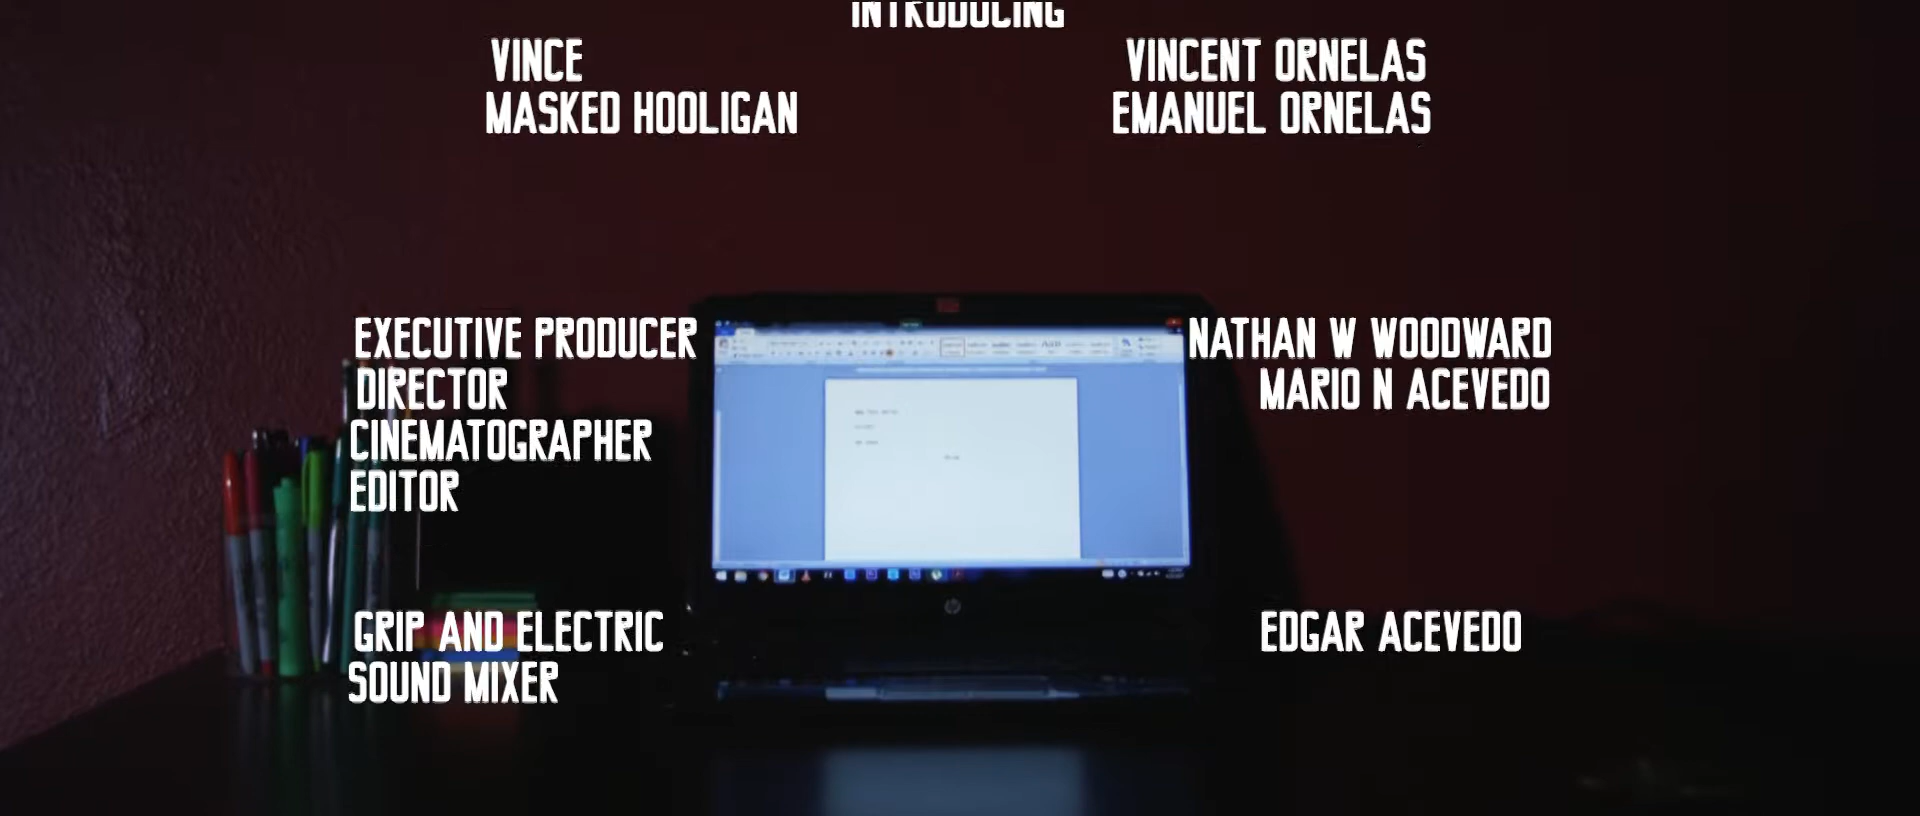 INTRODUCING
VINCE VINCENT ORNELAS
MASKED HOOLIGAN EMANUEL ORNELAS
EXECUTIVE PRODUCER NATHAN W WOODWARD
DIRECTOR MARIO N ACEVEDO
CINEMATOGRAPHER
EDITOR
GRIP AND ELECTRIC EDGAR ACEVEDO
SOUND MIXER